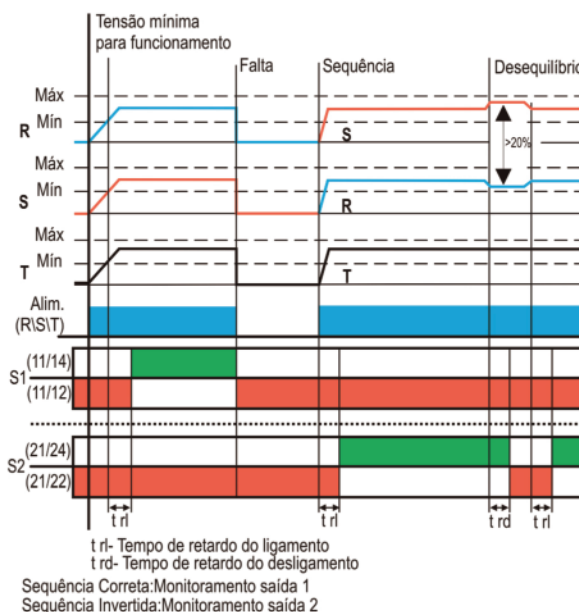 Tensão mínima
para funcionamento
Falta
Sequência
Desequilíbrio
Máx
R
Mín
S
>20%
Máx
S
Mín
R
Máx
T
Mín
T
Alim.
(R\S\T)
S1
(11/14)
(11/12)
S2
(21/24)
(21/22)
t rl
t rl
t rd
t rl
t rl- Tempo de retardo do ligamento
t rd- Tempo de retardo do desligamento
Sequência Correta:Monitoramento saída 1
Sequência Invertida:Monitoramento saída 2